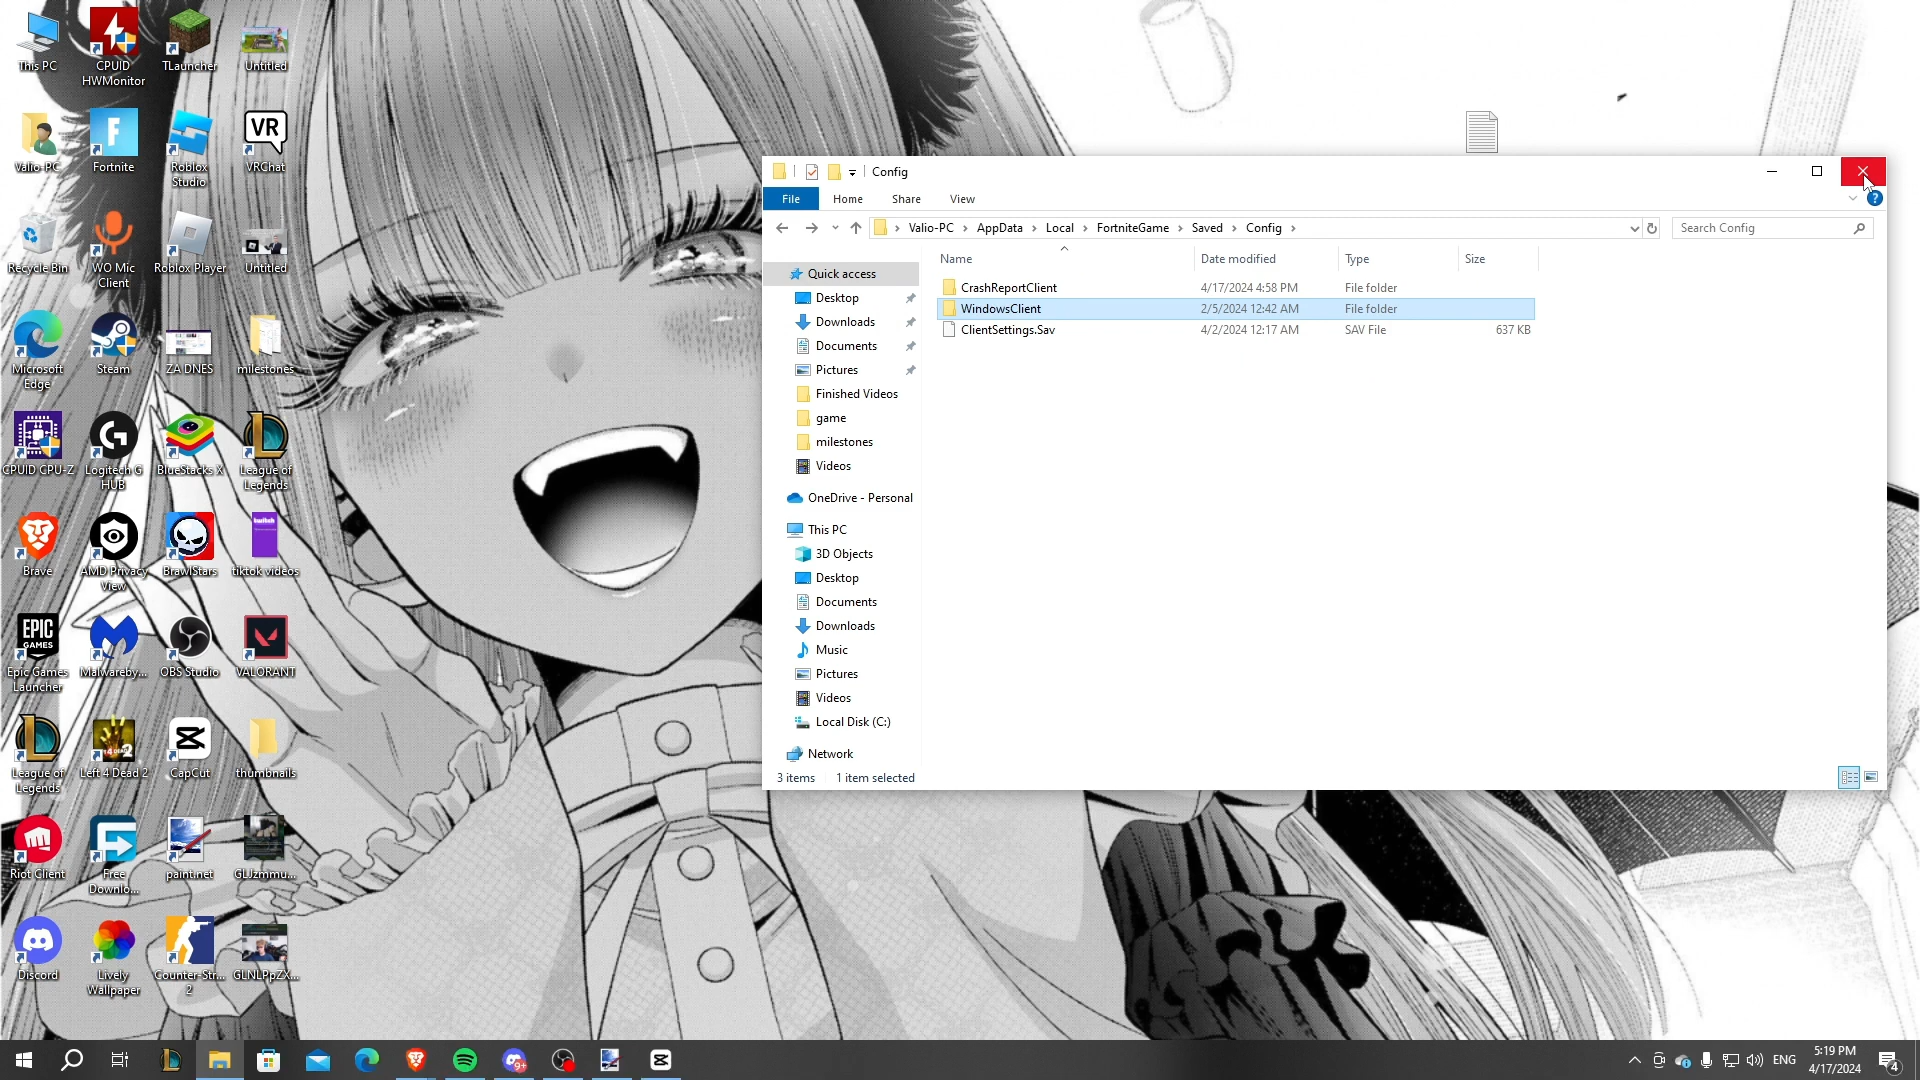 This PC
CPUID HWMonitor
TLauncher
Untitled
Valio-PC
Fortnite
Roblox Studio
VR
VRChat
Recycle Bin
WO Mic Client
Roblox Player
Untitled
Microsoft Edge
Steam
ZA DNES
milestones
CPUID CPU-Z
Logitech G HUB
BlueStacks X
League of Legends
Brave
AMD Privacy View
BrawlStars
twitch
tiktok videos
EPIC GAMES
Epic Games Launcher
Malwareby...
OBS Studio
VALORANT
League of Legends
Left 4 Dead 2
CapCut
thumbnails
Riot Client
Free Downlo...
paint.net
GLJzmmu...
Discord
Lively Wallpaper
Counter-Str... 2
GLNLPpZX...
Config
File Home Share View
Valio-PC > AppData > Local > FortniteGame > Saved > Config >
Search Config
Name Date modified Type Size
CrashReportClient 4/17/2024 4:58 PM File folder
WindowsClient 2/5/2024 12:42 AM File folder
ClientSettings.Sav 4/2/2024 12:17 AM SAV File 637 KB
Quick access
Desktop
Downloads
Documents
Pictures
Finished Videos
game
milestones
Videos
OneDrive - Personal
This PC
3D Objects
Desktop
Documents
Downloads
Music
Pictures
Videos
Local Disk (C:)
Network
3 items 1 item selected
9+
ENG
5:19 PM
4/17/2024
4